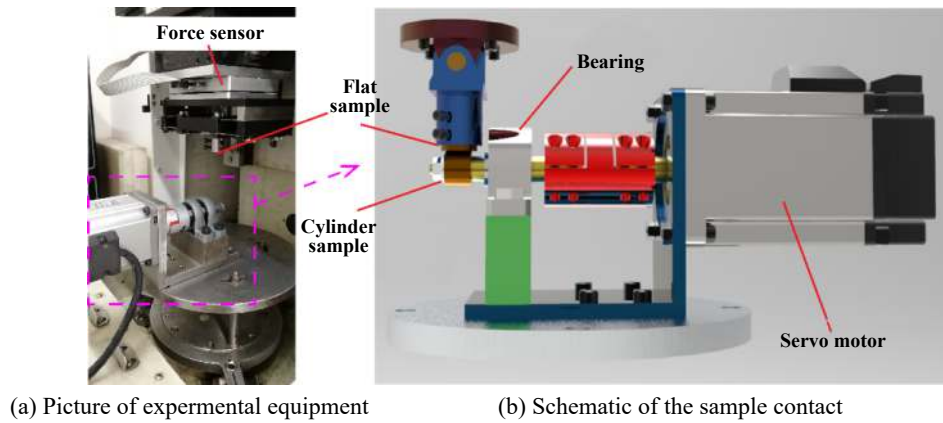 Force sensor
Flat
sample
Bearing
Cylinder
sample
Servo motor
(a) Picture of expermental equipment
(b) Schematic of the sample contact